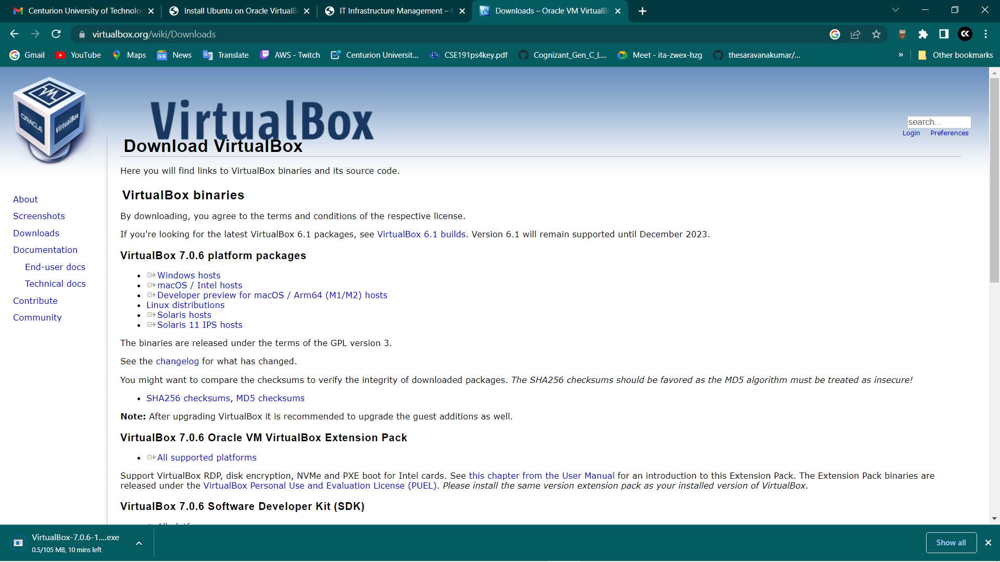 Centurion University of Technolo
Install Ubuntu on Oracle VirtualB
IT Infrastructure Management –
Downloads – Oracle VM VirtualB
virtualbox.org/wiki/Downloads
Gmail
YouTube
Maps
News
Translate
AWS - Twitch
Centurion Universit...
CSE191ps4key.pdf
Cognizant_Gen_C_L...
Meet - ita-zwex-hzg
thesaravanakumar/...
»
Other bookmarks
ORACLE
VirtualBox
VirtualBox
search...
Login
Preferences
Download VirtualBox
Here you will find links to VirtualBox binaries and its source code.
About
Screenshots
Downloads
Documentation
End-user docs
Technical docs
Contribute
Community
VirtualBox binaries
By downloading, you agree to the terms and conditions of the respective license.
If you're looking for the latest VirtualBox 6.1 packages, see VirtualBox 6.1 builds. Version 6.1 will remain supported until December 2023.
VirtualBox 7.0.6 platform packages
Windows hosts
macOS / Intel hosts
Developer preview for macOS / Arm64 (M1/M2) hosts
Linux distributions
Solaris hosts
Solaris 11 IPS hosts
The binaries are released under the terms of the GPL version 3.
See the changelog for what has changed.
You might want to compare the checksums to verify the integrity of downloaded packages. The SHA256 checksums should be favored as the MD5 algorithm must be treated as insecure!
SHA256 checksums, MD5 checksums
Note: After upgrading VirtualBox it is recommended to upgrade the guest additions as well.
VirtualBox 7.0.6 Oracle VM VirtualBox Extension Pack
All supported platforms
Support VirtualBox RDP, disk encryption, NVMe and PXE boot for Intel cards. See this chapter from the User Manual for an introduction to this Extension Pack. The Extension Pack binaries are
released under the VirtualBox Personal Use and Evaluation License (PUEL). Please install the same version extension pack as your installed version of VirtualBox.
VirtualBox 7.0.6 Software Developer Kit (SDK)
VirtualBox-7.0.6-1....exe
0.5/105 MB, 10 mins left
Show all